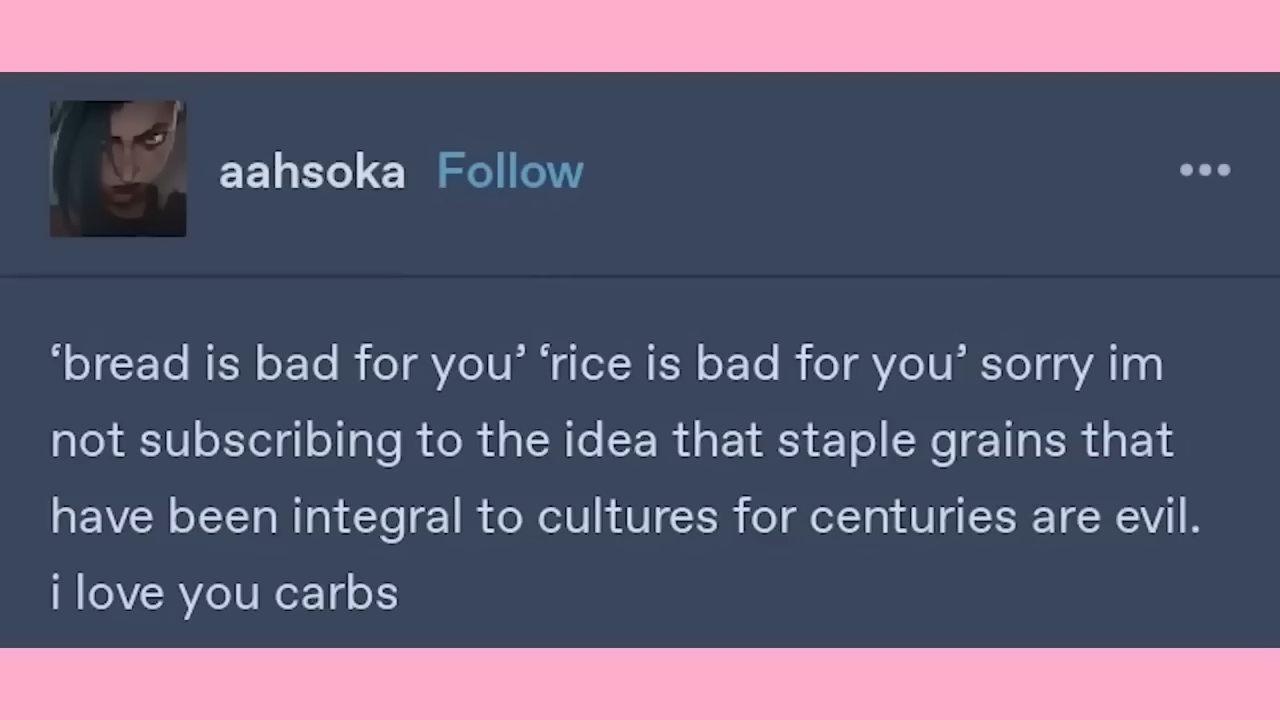 aahsoka Follow
‘bread is bad for you’ ‘rice is bad for you’ sorry im
not subscribing to the idea that staple grains that
have been integral to cultures for centuries are evil.
i love you carbs